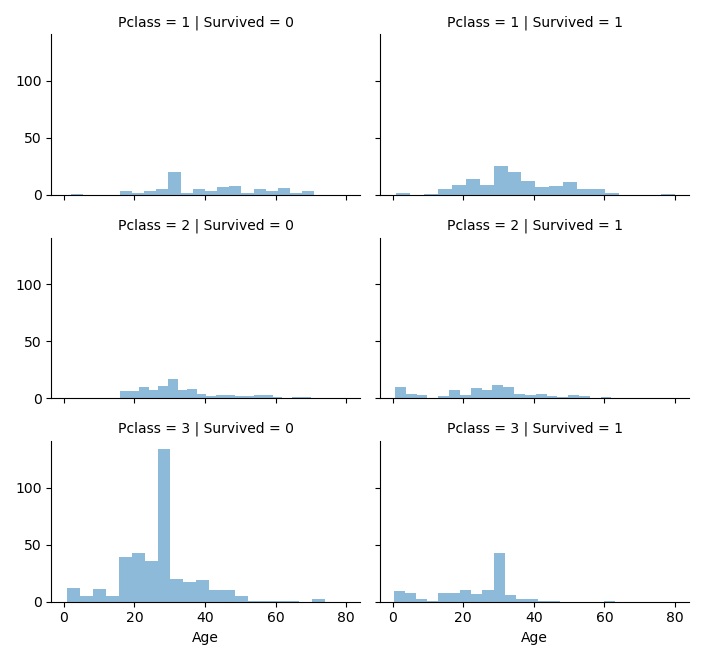 Pclass = 1 | Survived = 0
Pclass = 1 | Survived = 1
100
50
0
Pclass = 2 | Survived = 0
Pclass = 2 | Survived = 1
100
50
0
Pclass = 3 | Survived = 0
Pclass = 3 | Survived = 1
100
50
0
0 20 40 60 80
0 20 40 60 80
Age
Age